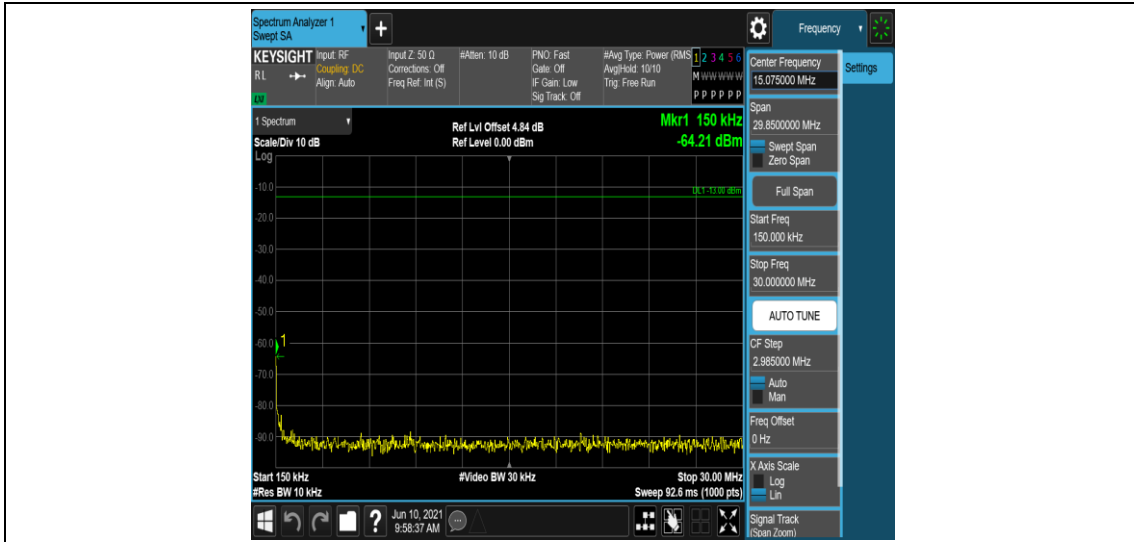 Spectrum Analyzer 1
Swept SA
Frequency
KEYSIGHT
RL
Input: RF
Coupling: DC
Align: Auto
Input Z: 50 Ω
Corrections: Off
Freq Ref: Int (S)
#Atten: 10 dB
PNO: Fast
Gate: Off
IF Gain: Low
Sig Track: Off
#Avg Type: Power (RMS
Avg|Hold: 10/10
Trig: Free Run
1 2 3 4 5 6
M W W W W W
P P P P P P
1 Spectrum
Scale/Div 10 dB
Log
Ref Lvl Offset 4.84 dB
Ref Level 0.00 dBm
Mkr1 150 kHz
-64.21 dBm
DL1 -13.00 dBm
-10.0
-20.0
-30.0
-40.0
-50.0
-60.0
1
-70.0
-80.0
-90.0
Start 150 kHz
#Res BW 10 kHz
#Video BW 30 kHz
Stop 30.00 MHz
Sweep 92.6 ms (1000 pts)
Center Frequency
15.075000 MHz
Settings
Span
29.8500000 MHz
Swept Span
Zero Span
Full Span
Start Freq
150.000 kHz
Stop Freq
30.000000 MHz
AUTO TUNE
CF Step
2.985000 MHz
Auto
Man
Freq Offset
0 Hz
X Axis Scale
Log
Lin
Signal Track
(Span Zoom)
?
Jun 10, 2021
9:58:37 AM